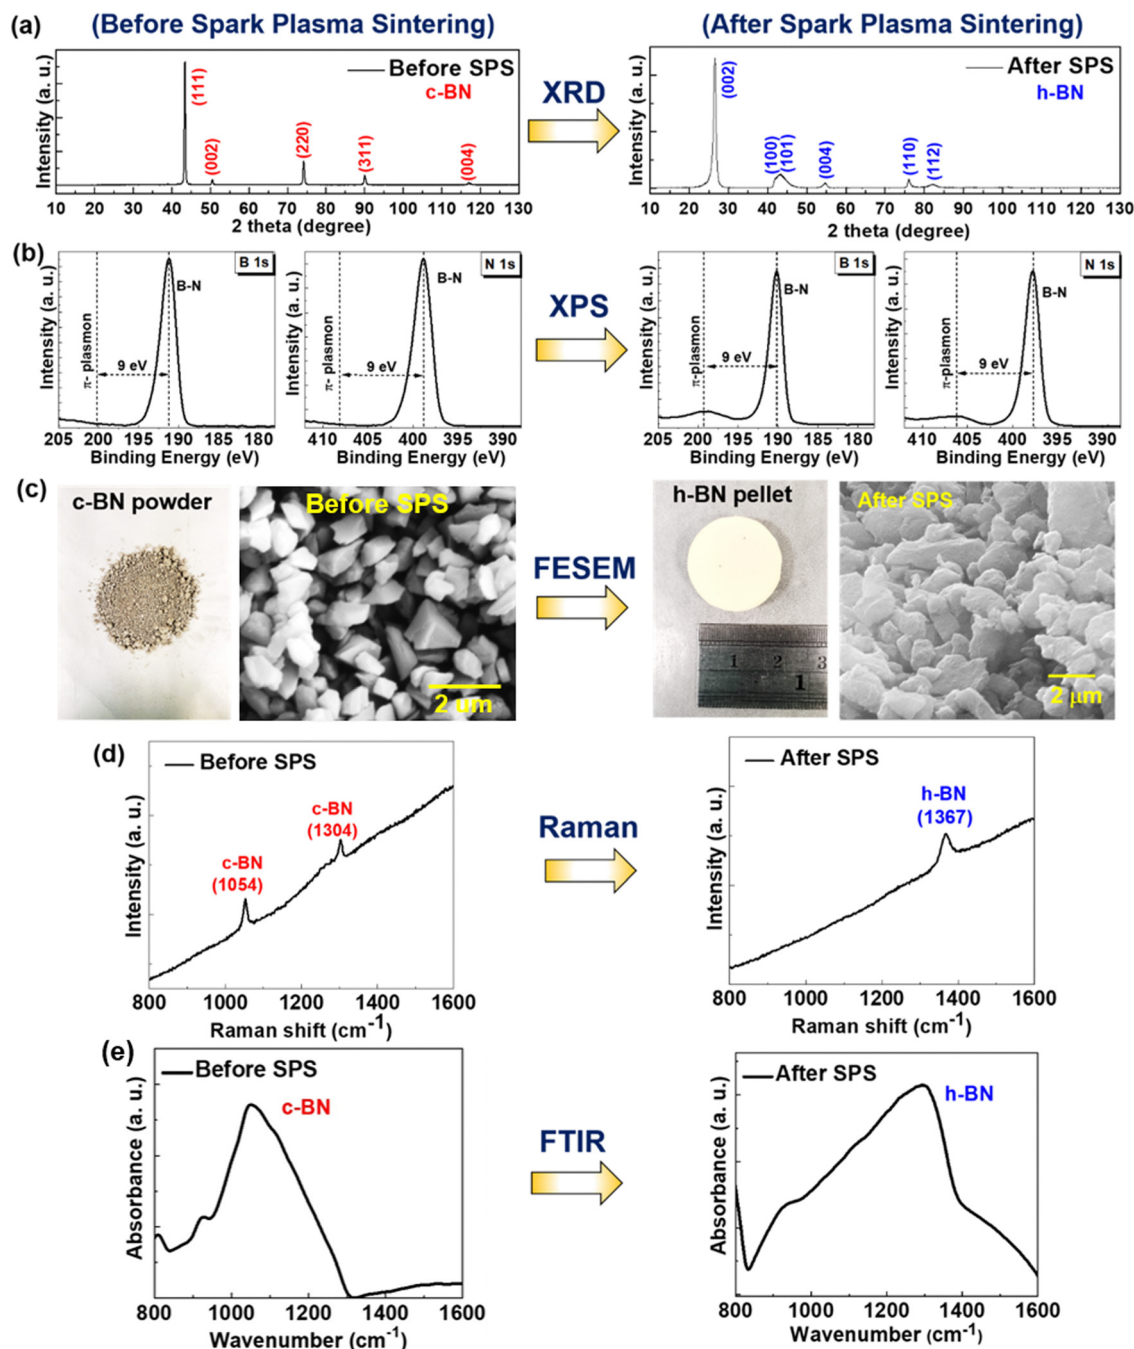 (Before Spark Plasma Sintering)
(After Spark Plasma Sintering)
(a)
Intensity (a. u.)
(111)
(002)
(220)
(311)
(004)
Before SPS
c-BN
10 20 30 40 50 60 70 80 90 100 110 120 130
2 theta (degree)
XRD
Intensity (a. u.)
(002)
(100)
(101)
(004)
(110)
(112)
After SPS
h-BN
10 20 30 40 50 60 70 80 90 100 110 120 130
2 theta (degree)
(b)
Intensity (a. u.)
π- plasmon
9 eV
B-N
B 1s
205 200 195 190 185 180
Binding Energy (eV)
Intensity (a. u.)
π- plasmon
9 eV
B-N
N 1s
410 405 400 395 390
Binding Energy (eV)
XPS
Intensity (a. u.)
π-plasmon
9 eV
B-N
B 1s
205 200 195 190 185 180
Binding Energy (eV)
Intensity (a. u.)
π-plasmon
9 eV
B-N
N 1s
410 405 400 395 390
Binding Energy (eV)
(c)
c-BN powder
Before SPS
2 um
FESEM
h-BN pellet
1 2 3
1
After SPS
2 μm
(d)
Intensity (a. u.)
Before SPS
c-BN
(1054)
c-BN
(1304)
800 1000 1200 1400 1600
Raman shift (cm-1)
Raman
Intensity (a. u.)
After SPS
h-BN
(1367)
800 1000 1200 1400 1600
Raman shift (cm-1)
(e)
Absorbance (a. u.)
Before SPS
c-BN
800 1000 1200 1400 1600
Wavenumber (cm-1)
FTIR
Absorbance (a. u.)
After SPS
h-BN
800 1000 1200 1400 1600
Wavenumber (cm-1)